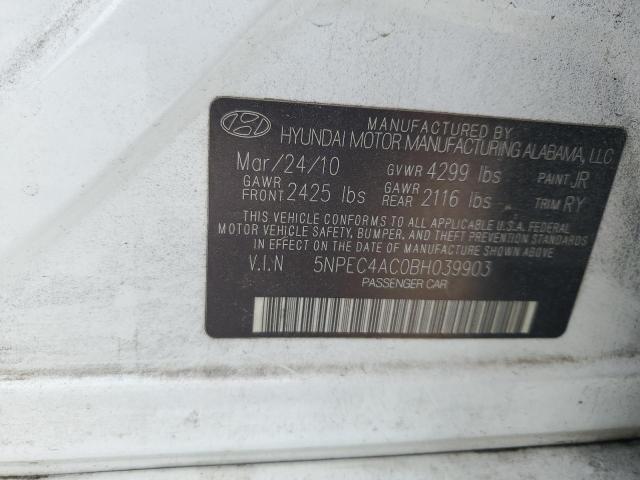 MANUFACTURED BY
HYUNDAI MOTOR MANUFACTURING ALABAMA, LLC
Mar/24/10 GVWR 4299 lbs PAINT JR
GAWR FRONT 2425 lbs GAWR REAR 2116 lbs TRIM RY
THIS VEHICLE CONFORMS TO ALL APPLICABLE U.S.A. FEDERAL
MOTOR VEHICLE SAFETY, BUMPER, AND THEFT PREVENTION STANDARDS
IN EFFECT ON THE DATE OF MANUFACTURE SHOWN ABOVE
V.I.N 5NPEC4AC0BH039903
PASSENGER CAR